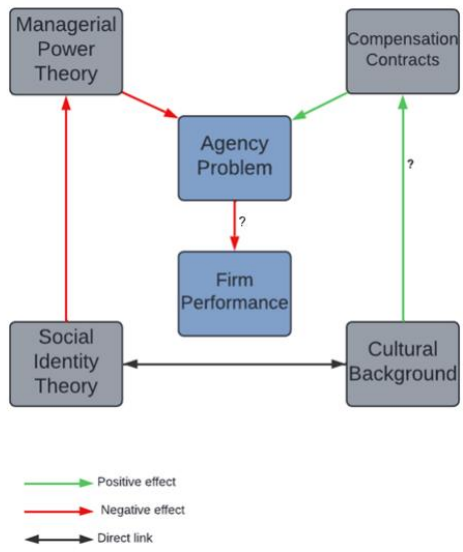 Managerial
Power
Theory
Compensation
Contracts
Agency
Problem
?
?
Firm
Performance
Social
Identity
Theory
Cultural
Background
Positive effect
Negative effect
Direct link